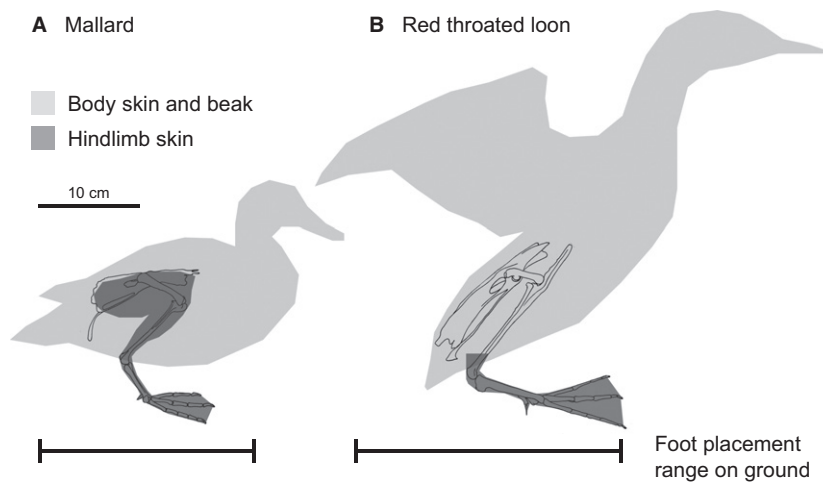 A Mallard
B Red throated loon
Body skin and beak
Hindlimb skin
10 cm
Foot placement
range on ground